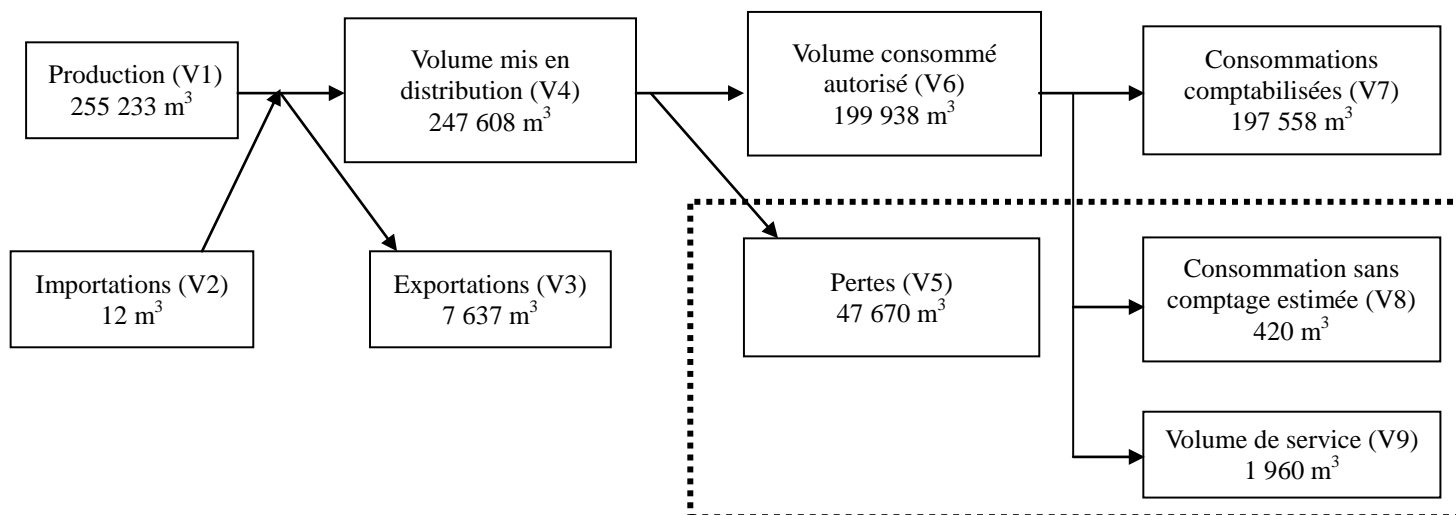 Production (V1)
255 233 m³
Volume mis en
distribution (V4)
247 608 m³
Volume consommé
autorisé (V6)
199 938 m³
Consommations
comptabilisées (V7)
197 558 m³
Importations (V2)
12 m³
Exportations (V3)
7 637 m³
Pertes (V5)
47 670 m³
Consommation sans
comptage estimée (V8)
420 m³
Volume de service (V9)
1 960 m³